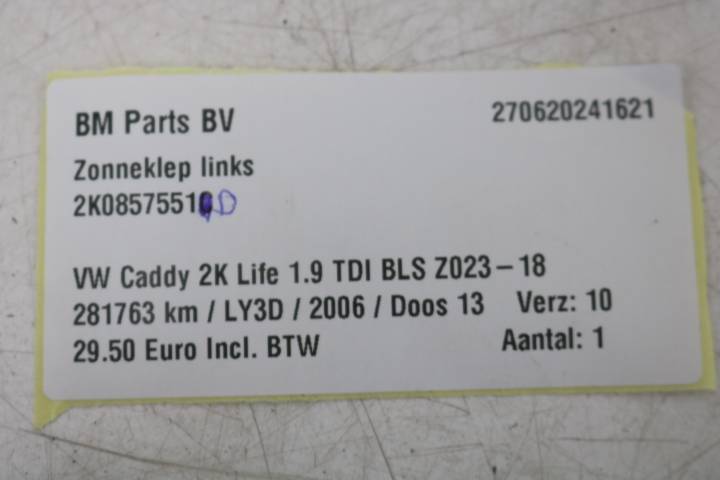 BM Parts BV 270620241621
Zonneklep links
2K0857551D
VW Caddy 2K Life 1.9 TDI BLS Z023-18
281763 km / LY3D / 2006 / Doos 13 Verz: 10
29.50 Euro Incl. BTW Aantal: 1